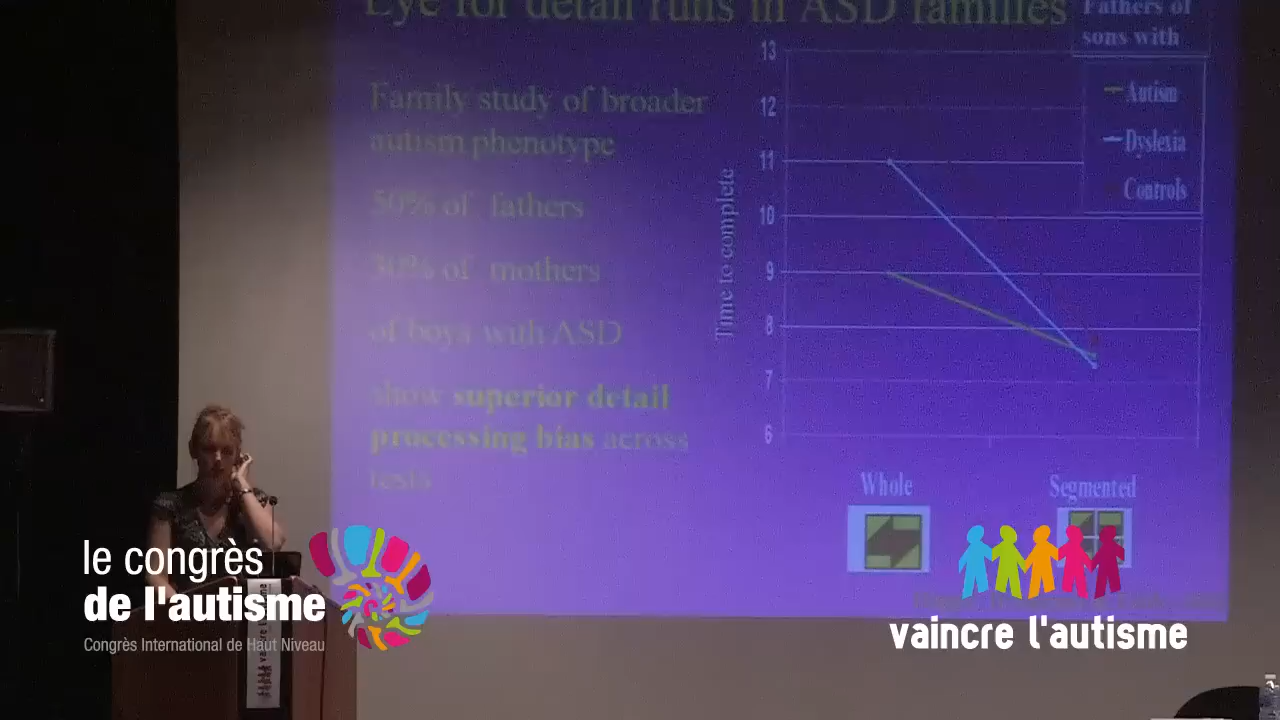 Eye for detail runs in ASD families
Family study of broader
autism phenotype
50% of fathers
30% of mothers
of boys with ASD
show superior detail
processing bias across
tests
Fathers of
sons with
Autism
Dyslexia
Controls
Time to complete
13
12
11
10
9
8
7
6
Whole
Segmented
le congrès
de l'autisme
Congrès International de Haut Niveau
vaincre l'autisme